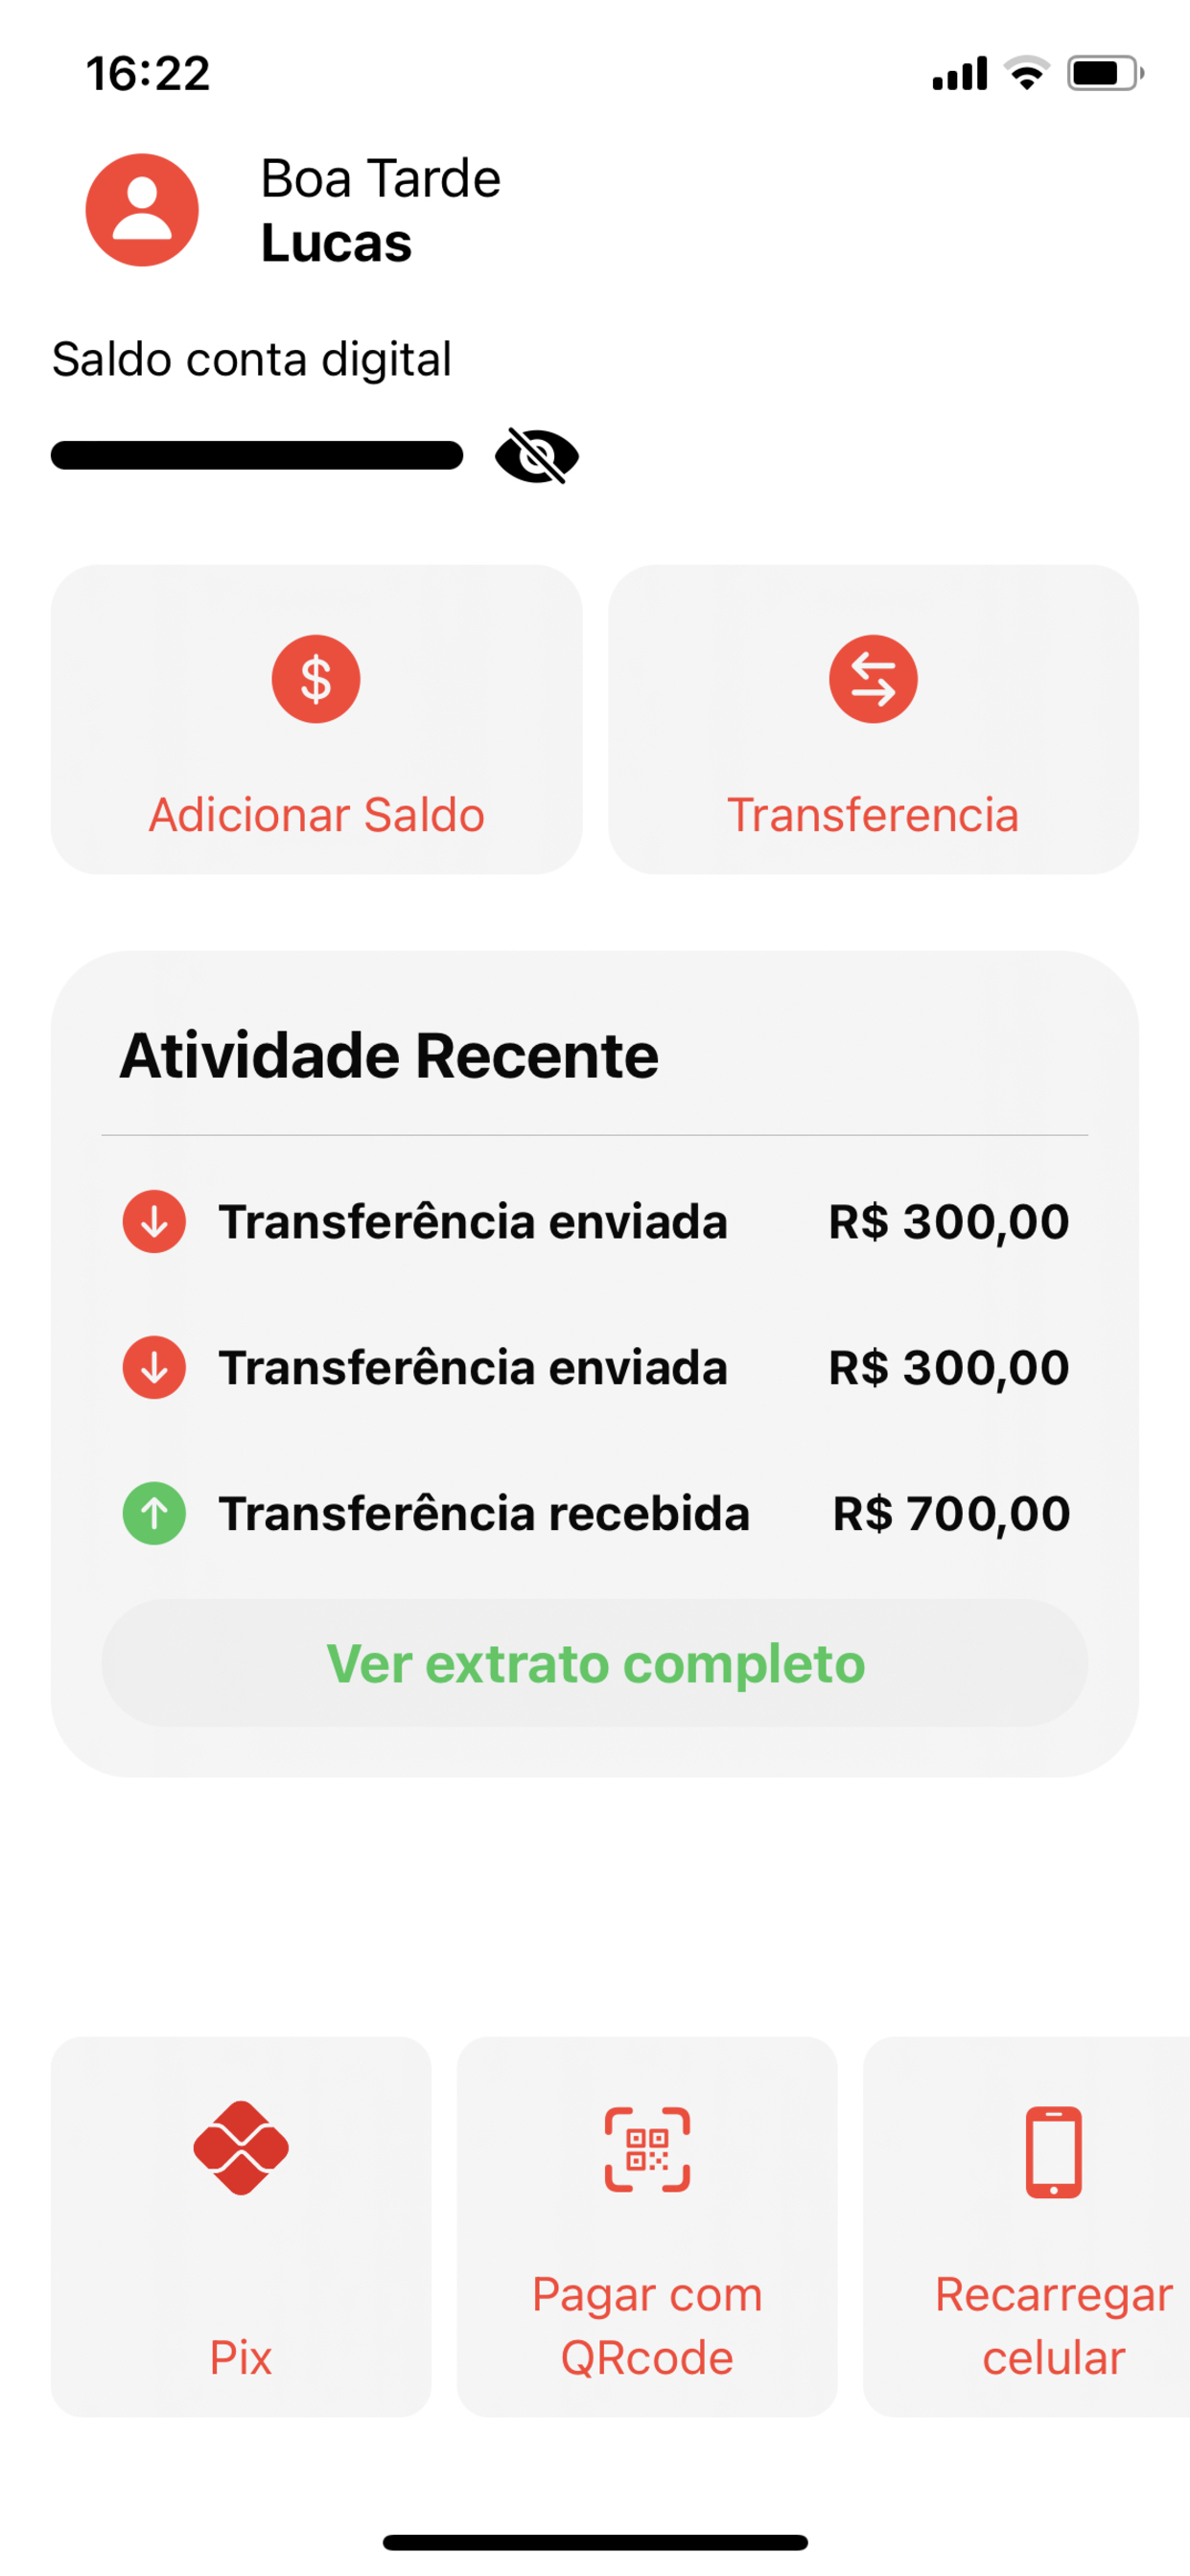 16:22
Boa Tarde
Lucas
Saldo conta digital
$
Adicionar Saldo
Transferencia
Atividade Recente
Transferência enviada R$ 300,00
Transferência enviada R$ 300,00
Transferência recebida R$ 700,00
Ver extrato completo
Pix
Pagar com
QRcode
Recarregar
celular